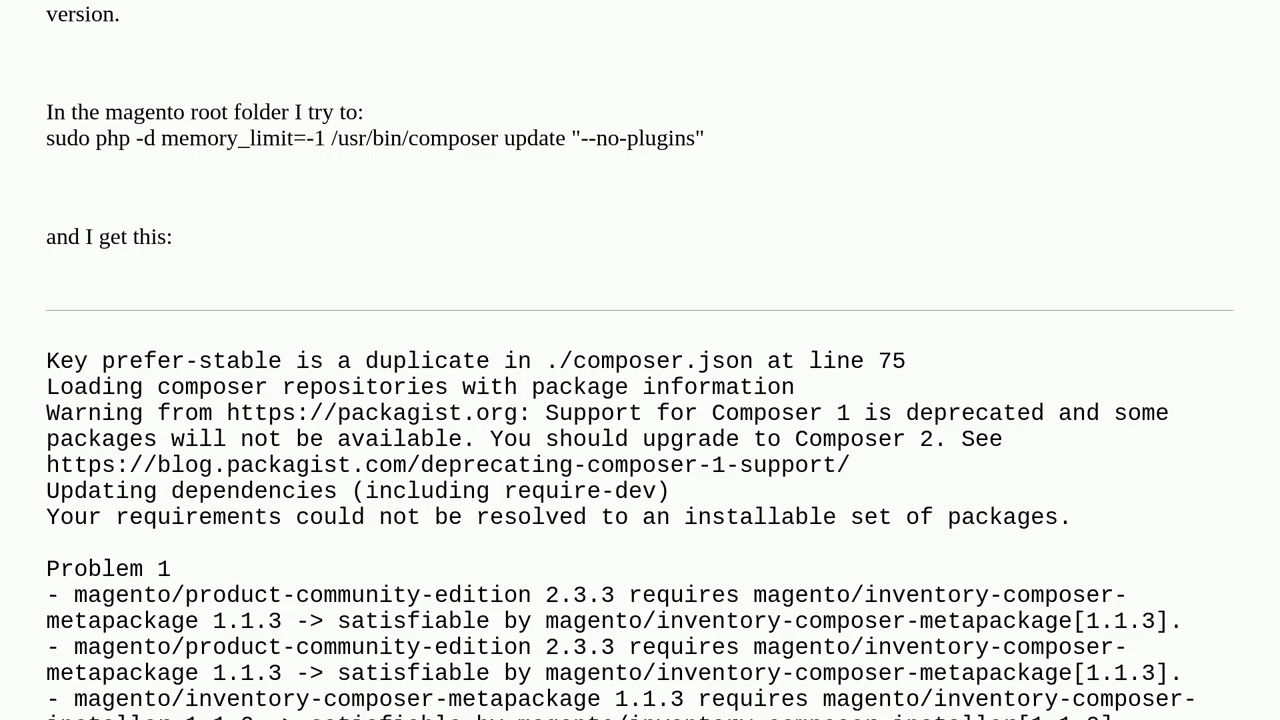 version.
In the magento root folder I try to:
sudo php -d memory_limit=-1 /usr/bin/composer update "--no-plugins"
and I get this:
Key prefer-stable is a duplicate in ./composer.json at line 75
Loading composer repositories with package information
Warning from https://packagist.org: Support for Composer 1 is deprecated and some
packages will not be available. You should upgrade to Composer 2. See
https://blog.packagist.com/deprecating-composer-1-support/
Updating dependencies (including require-dev)
Your requirements could not be resolved to an installable set of packages.
Problem 1
- magento/product-community-edition 2.3.3 requires magento/inventory-composer-
metapackage 1.1.3 -> satisfiable by magento/inventory-composer-metapackage[1.1.3].
- magento/product-community-edition 2.3.3 requires magento/inventory-composer-
metapackage 1.1.3 -> satisfiable by magento/inventory-composer-metapackage[1.1.3].
- magento/inventory-composer-metapackage 1.1.3 requires magento/inventory-composer-